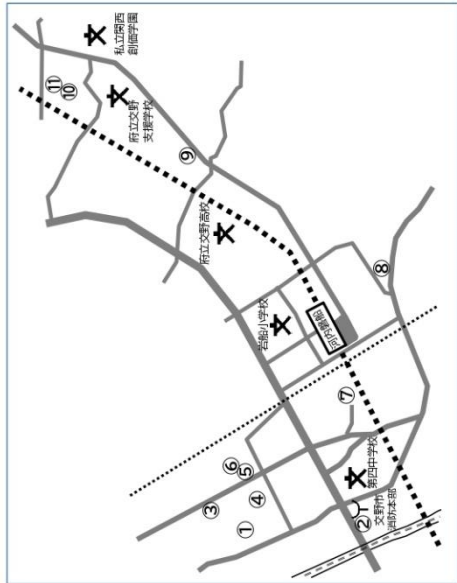 私立関西
創価学園
⑪
⑩
府立交野
支援学校
⑨
府立交野高校
⑧
岩船小学校
河内磐船
⑦
⑥
⑤
③
④
①
第四中学校
②
交野市
消防本部